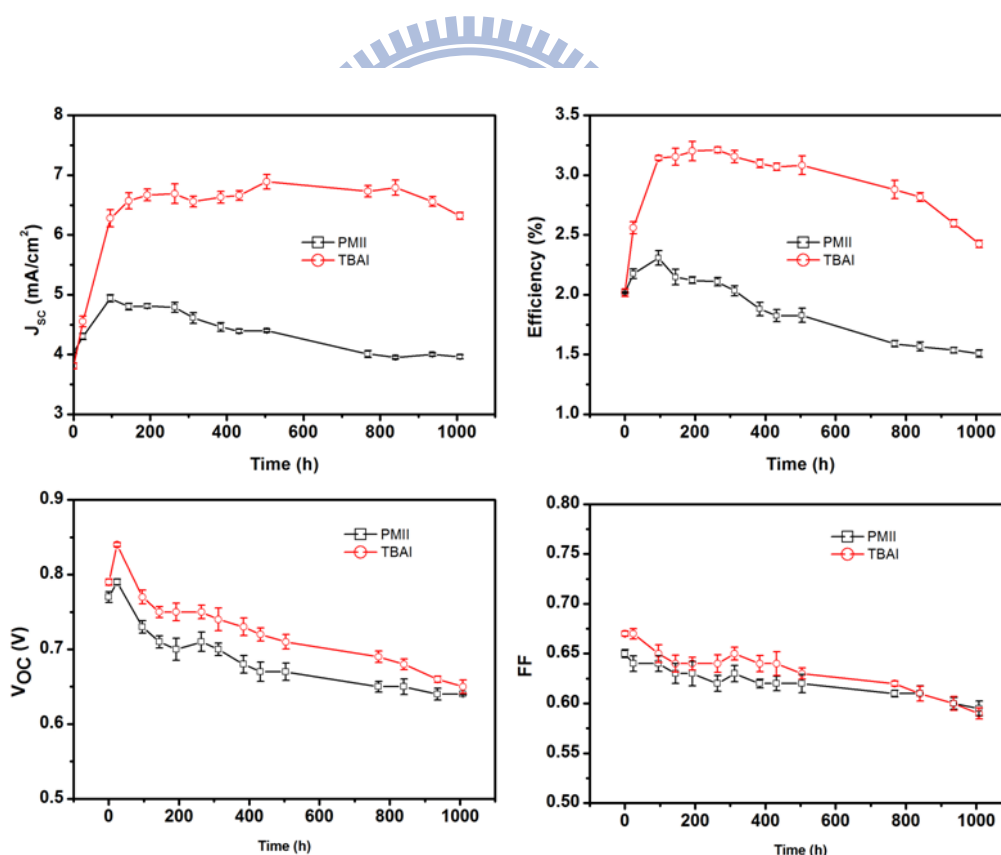 8
7
6
5
4
3
J_sc (mA/cm²)
PMII
TBAI
0 200 400 600 800 1000
Time (h)
3.5
3.0
2.5
2.0
1.5
1.0
Efficiency (%)
PMII
TBAI
0 200 400 600 800 1000
Time (h)
0.9
0.8
0.7
0.6
0.5
V_OC (V)
PMII
TBAI
0 200 400 600 800 1000
Time (h)
0.80
0.75
0.70
0.65
0.60
0.55
0.50
FF
PMII
TBAI
0 200 400 600 800 1000
Time (h)